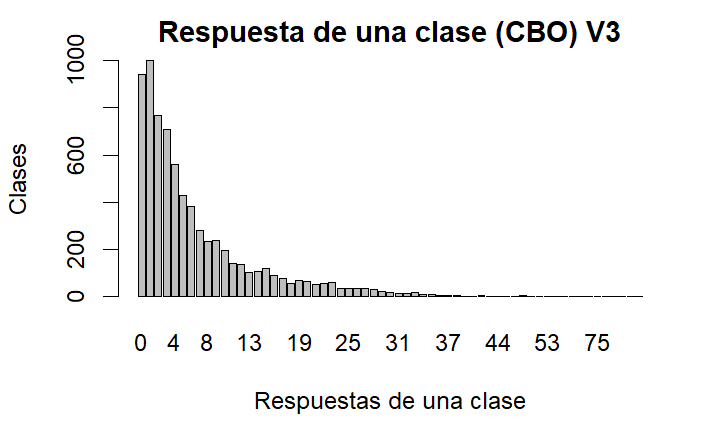 Respuesta de una clase (CBO) V3
Clases
1000
600
200
0
0 4 8 13 19 25 31 37 44 53 75
Respuestas de una clase